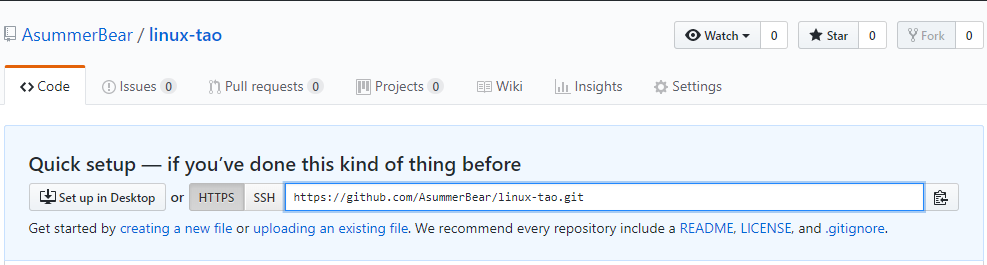 AsummerBear / linux-tao Watch 0 Star 0 Fork 0
Code Issues 0 Pull requests 0 Projects 0 Wiki Insights Settings
Quick setup — if you’ve done this kind of thing before
Set up in Desktop or HTTPS SSH https://github.com/AsummerBear/linux-tao.git
Get started by creating a new file or uploading an existing file. We recommend every repository include a README, LICENSE, and .gitignore.